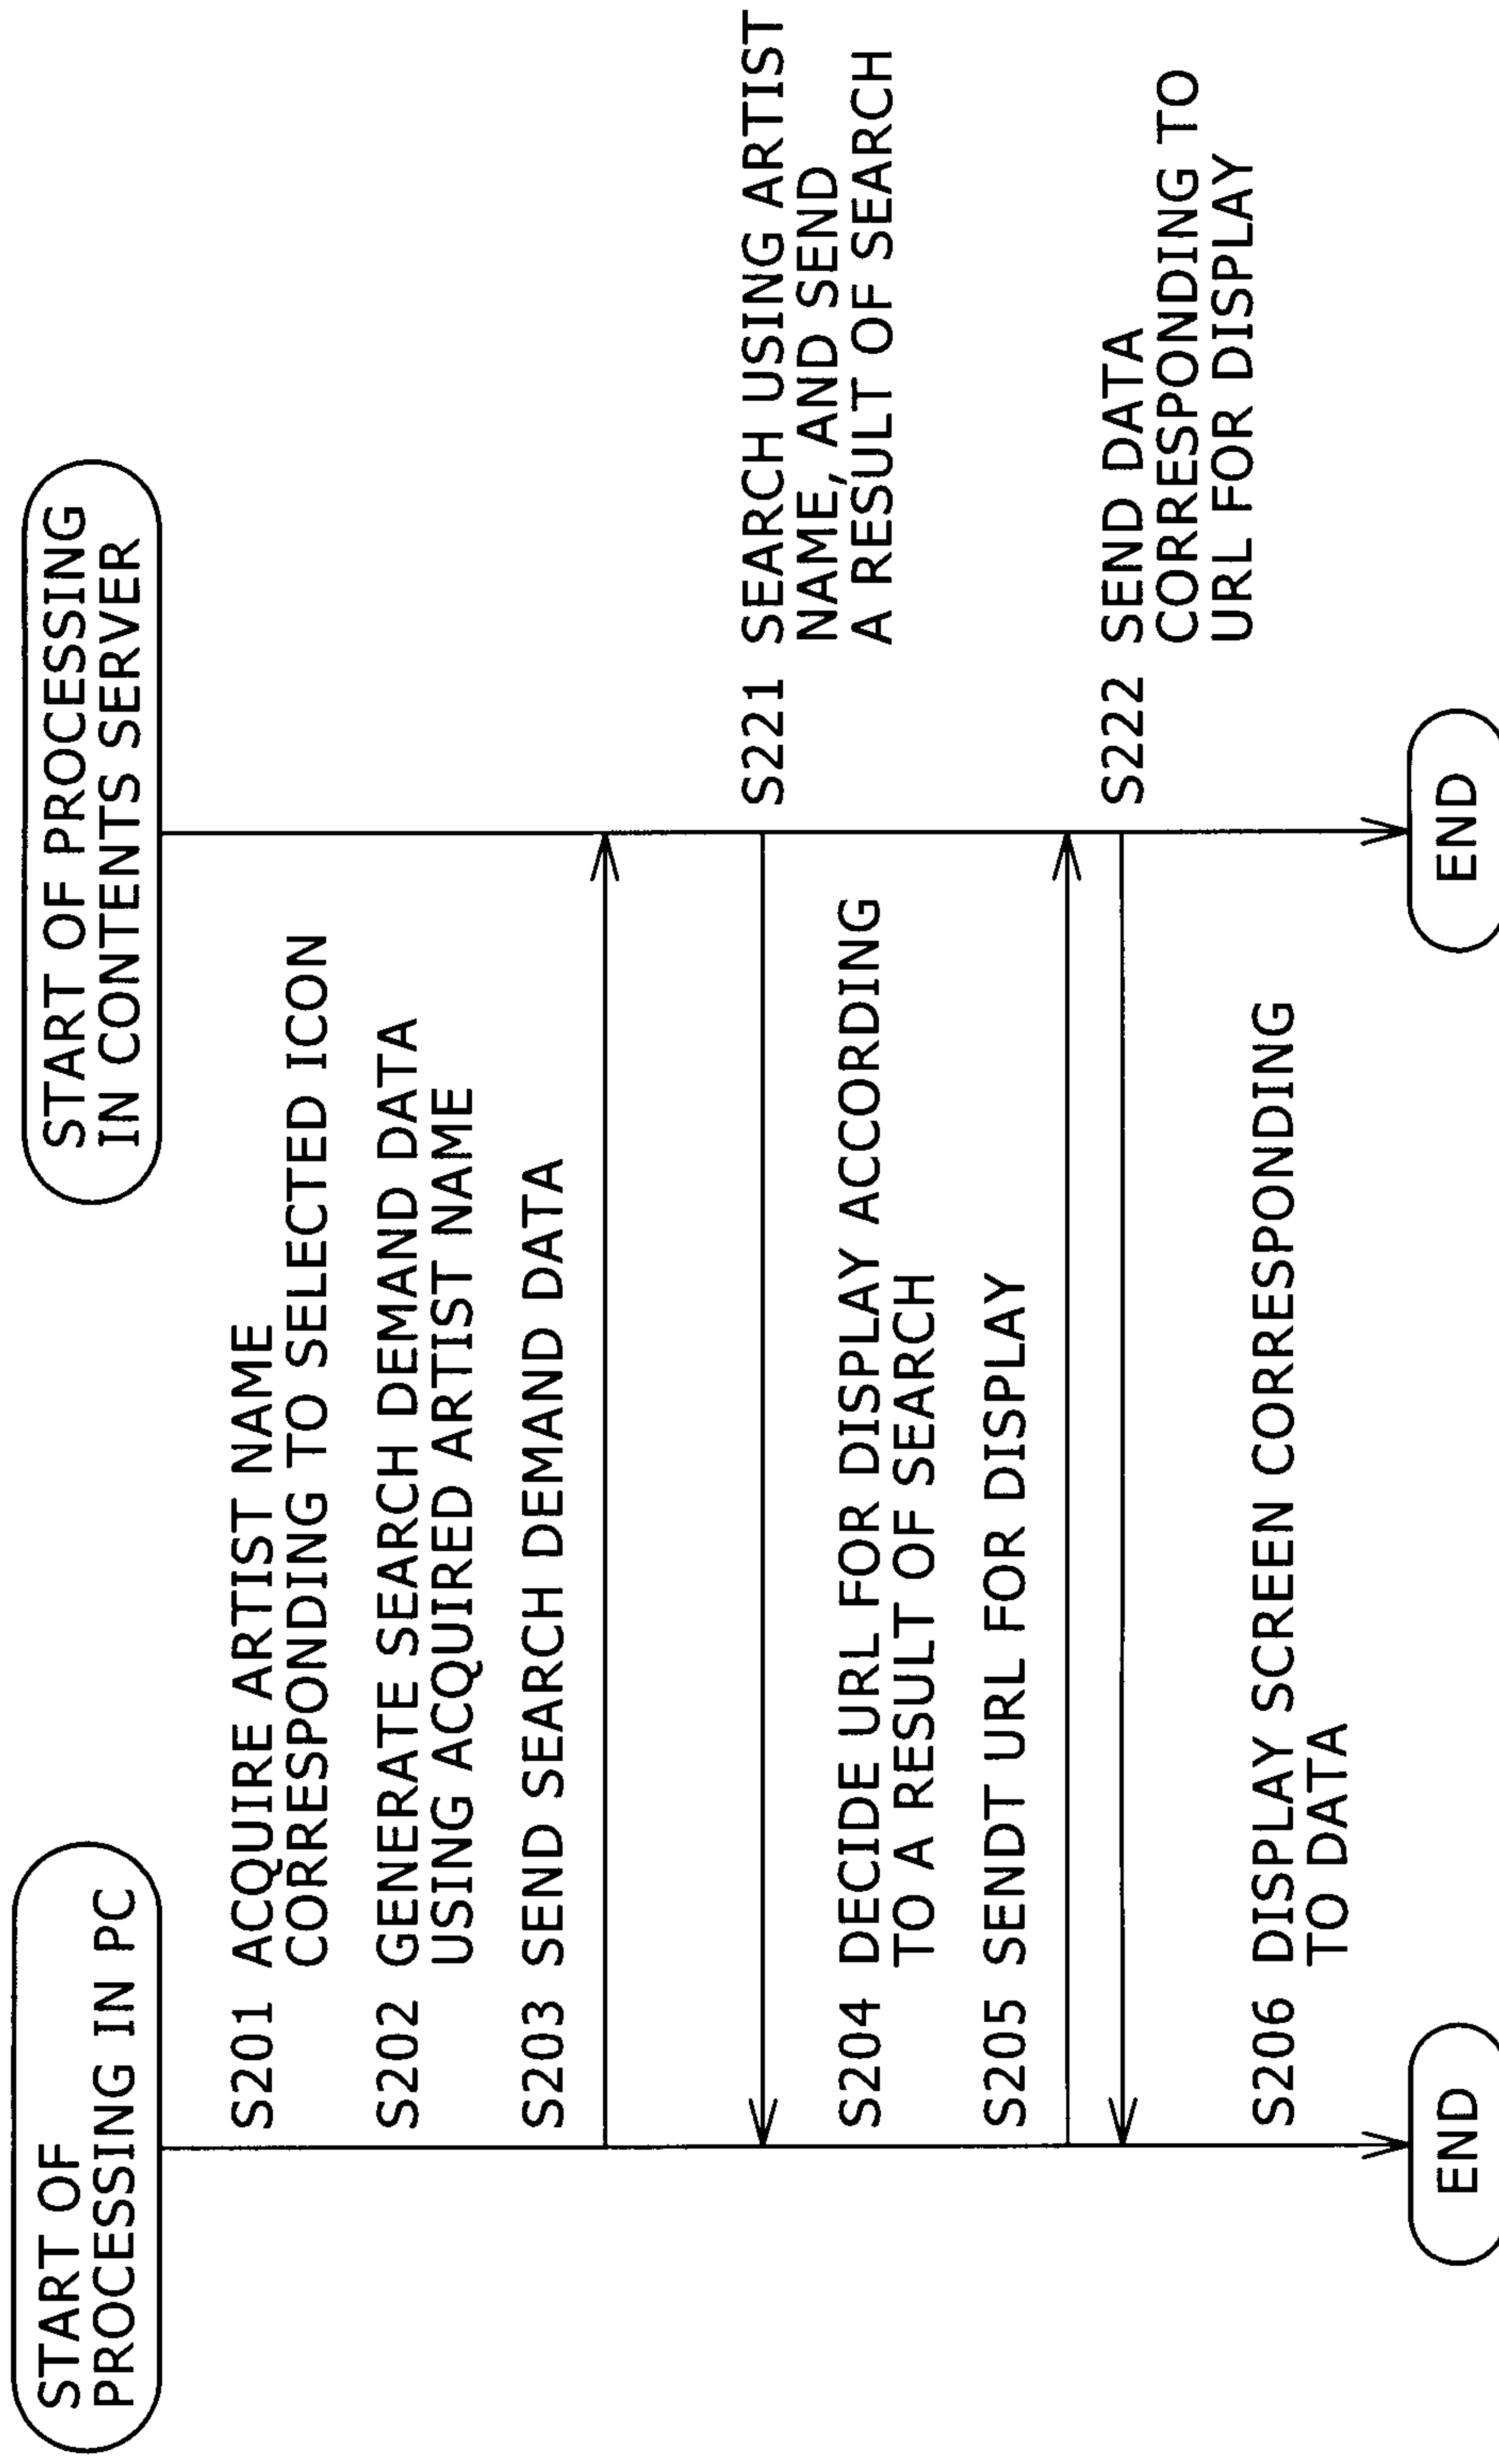 START OF
PROCESSING IN PC
START OF PROCESSING
IN CONTENTS SERVER
S201 ACQUIRE ARTIST NAME
CORRESPONDING TO SELECTED ICON
S202 GENERATE SEARCH DEMAND DATA
USING ACQUIRED ARTIST NAME
S203 SEND SEARCH DEMAND DATA
S221 SEARCH USING ARTIST
NAME, AND SEND
A RESULT OF SEARCH
S204 DECIDE URL FOR DISPLAY ACCORDING
TO A RESULT OF SEARCH
S205 SENDT URL FOR DISPLAY
S222 SEND DATA
CORRESPONDING TO
URL FOR DISPLAY
S206 DISPLAY SCREEN CORRESPONDING
TO DATA
END
END